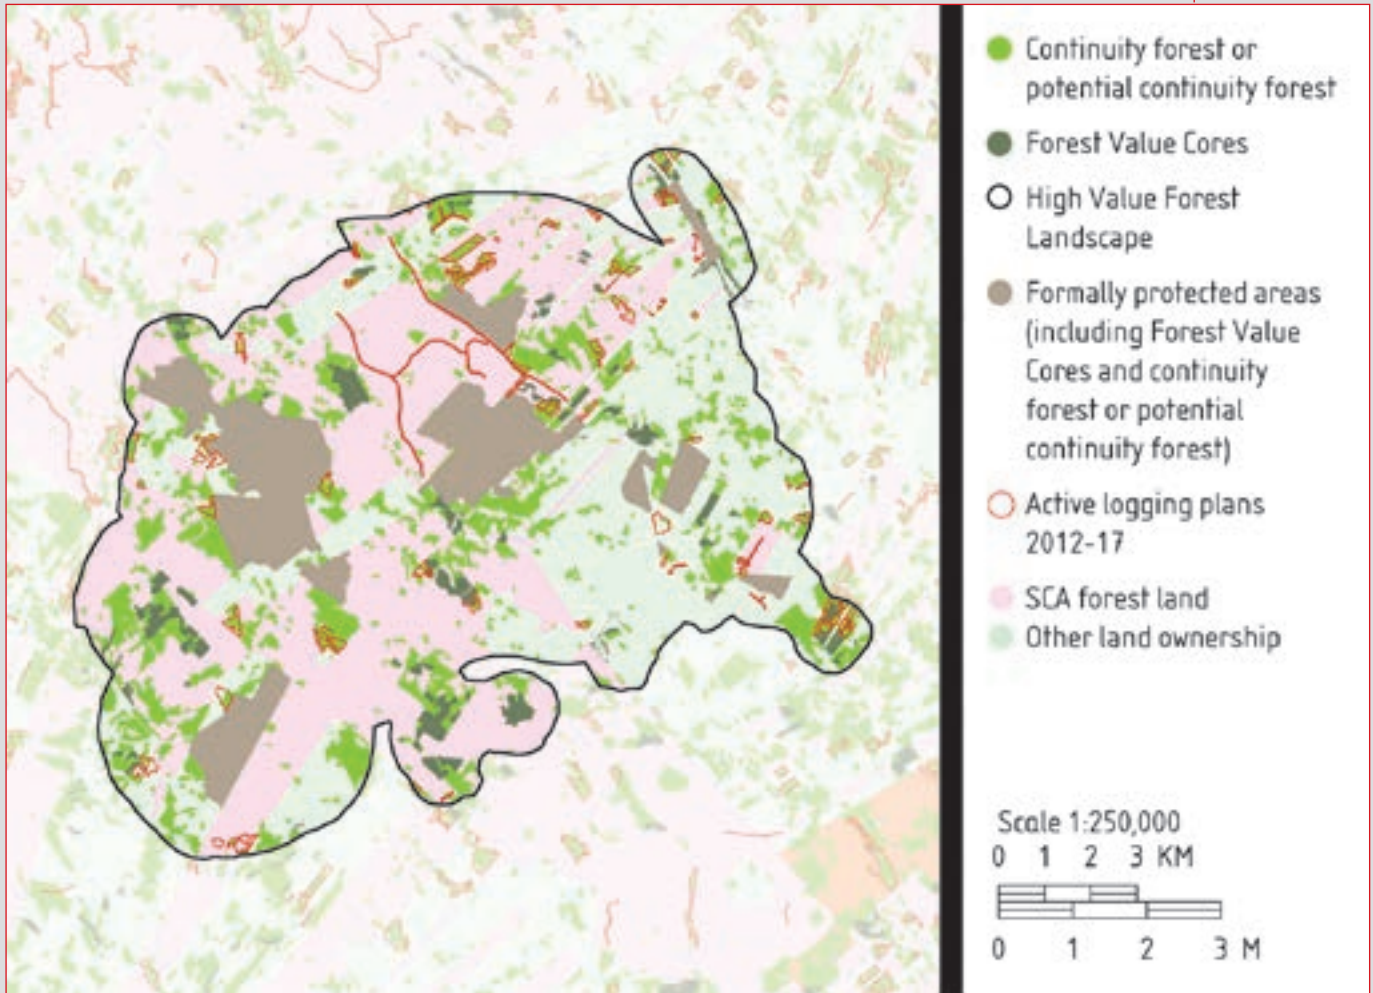 Continuity forest or
potential continuity forest
Forest Value Cores
High Value Forest
Landscape
Formally protected areas
(including Forest Value
Cores and continuity
forest or potential
continuity forest)
Active logging plans
2012-17
SCA forest land
Other land ownership
Scale 1:250,000
0 1 2 3 KM
0 1 2 3 M